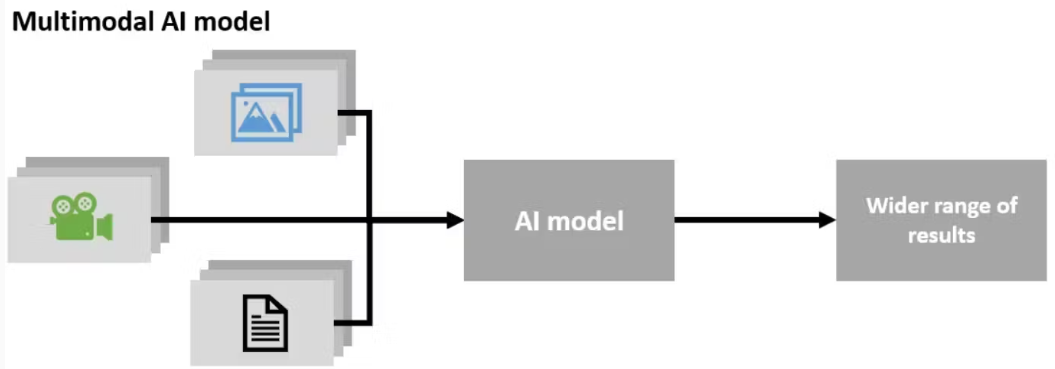 Multimodal AI model
AI model
Wider range of
results